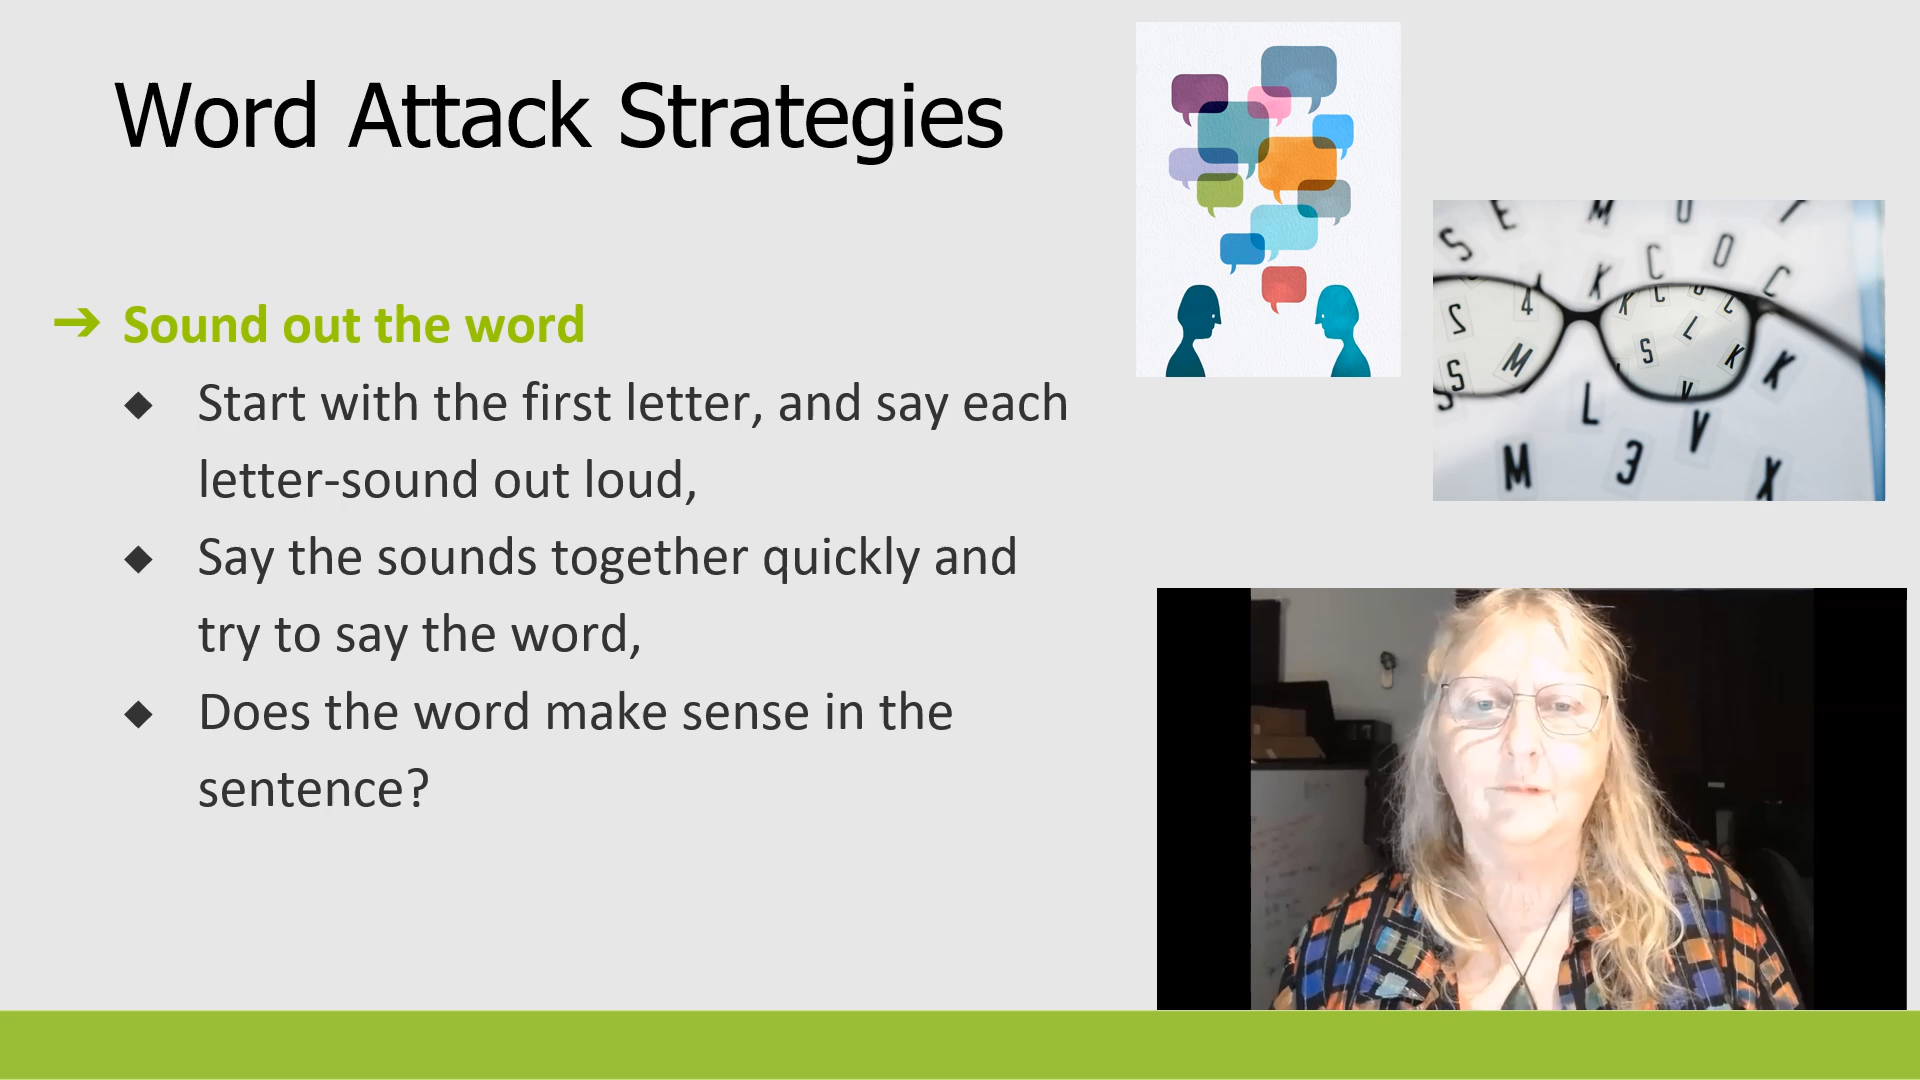 Word Attack Strategies
➔ Sound out the word
◆ Start with the first letter, and say each
letter-sound out loud,
◆ Say the sounds together quickly and
try to say the word,
◆ Does the word make sense in the
sentence?